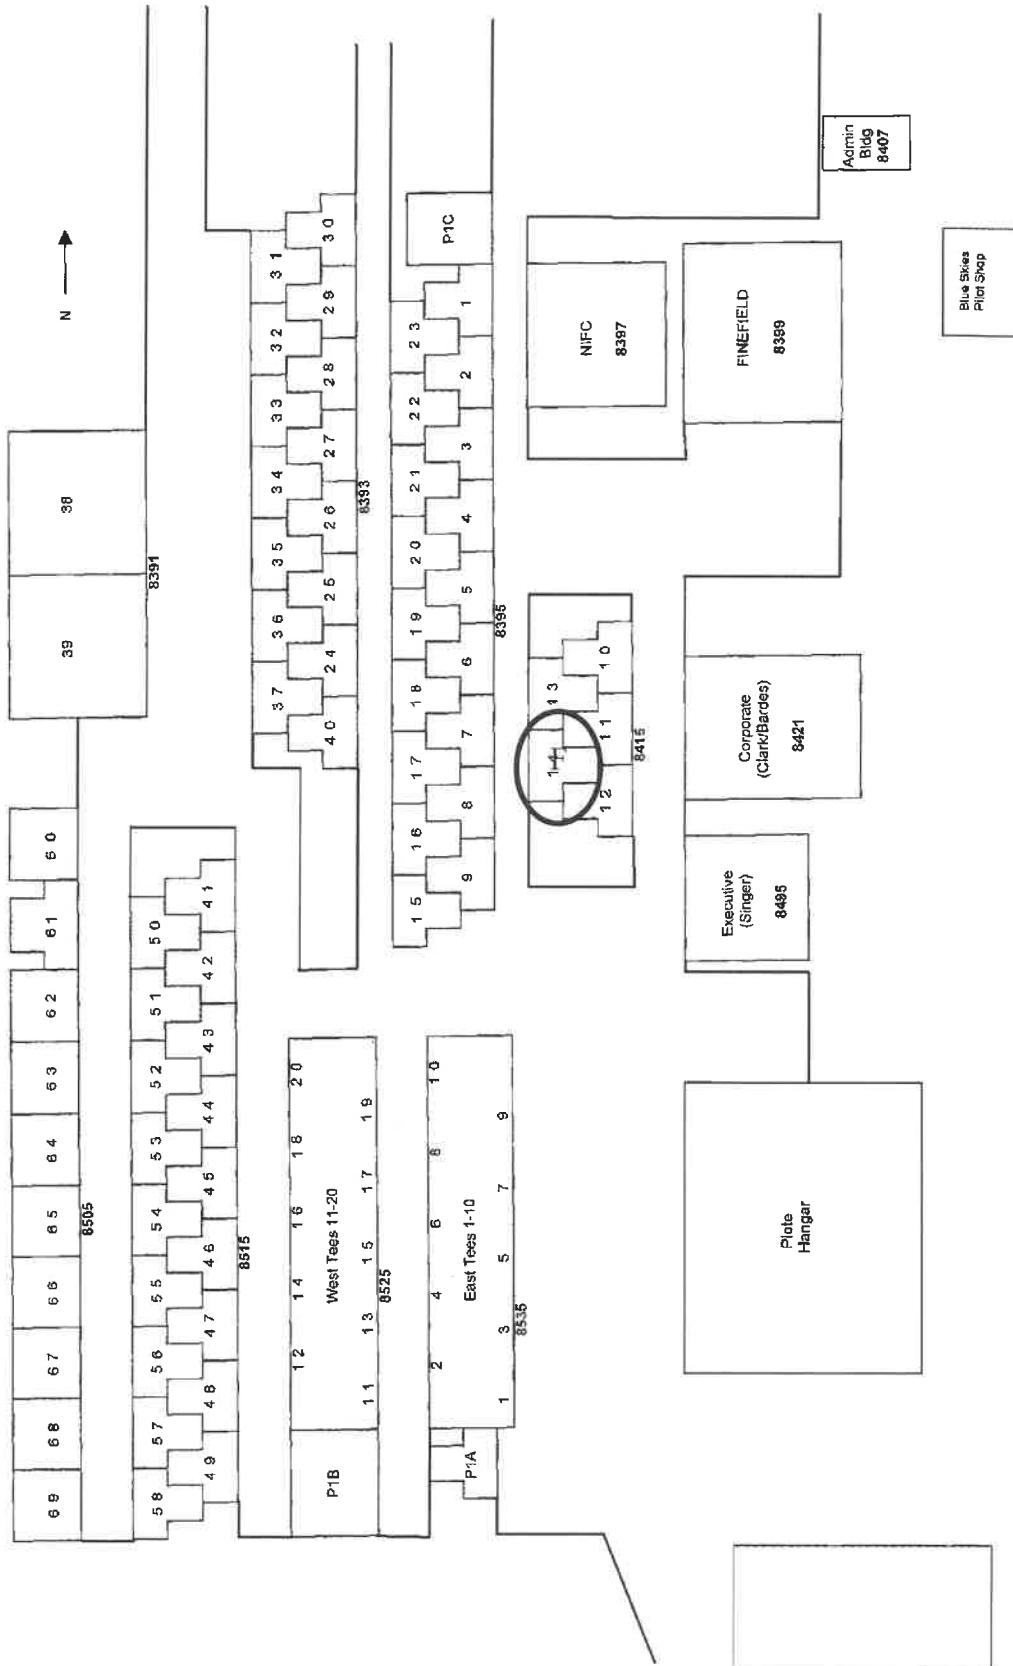 69 68 67 66 65 64 63 62 61 60 39 38
N
8505
8391
58 57 56 55 54 53 52 51 50
49 48 47 46 45 44 43 42 41
8515
37 36 35 34 33 32 31
40 24 25 26 27 28 29 30
8393
12 14 16 18 20
P1B
West Tees 11-20
11 13 15 17 19
8525
15 16 17 18 19 20 21 22 23
9 8 7 6 5 4 3 2 1
P1C
8395
2 4 6 8 10
P1A
East Tees 1-10
1 3 5 7 9
8535
14 13
12 11 10
8415
NIFC
8397
Plote
Hangar
Executive
(Singer)
8495
Corporate
(Clark/Bardes)
8421
FINEFIELD
8399
Admin
Bldg
8407
Blue Skies
Pilot Shop